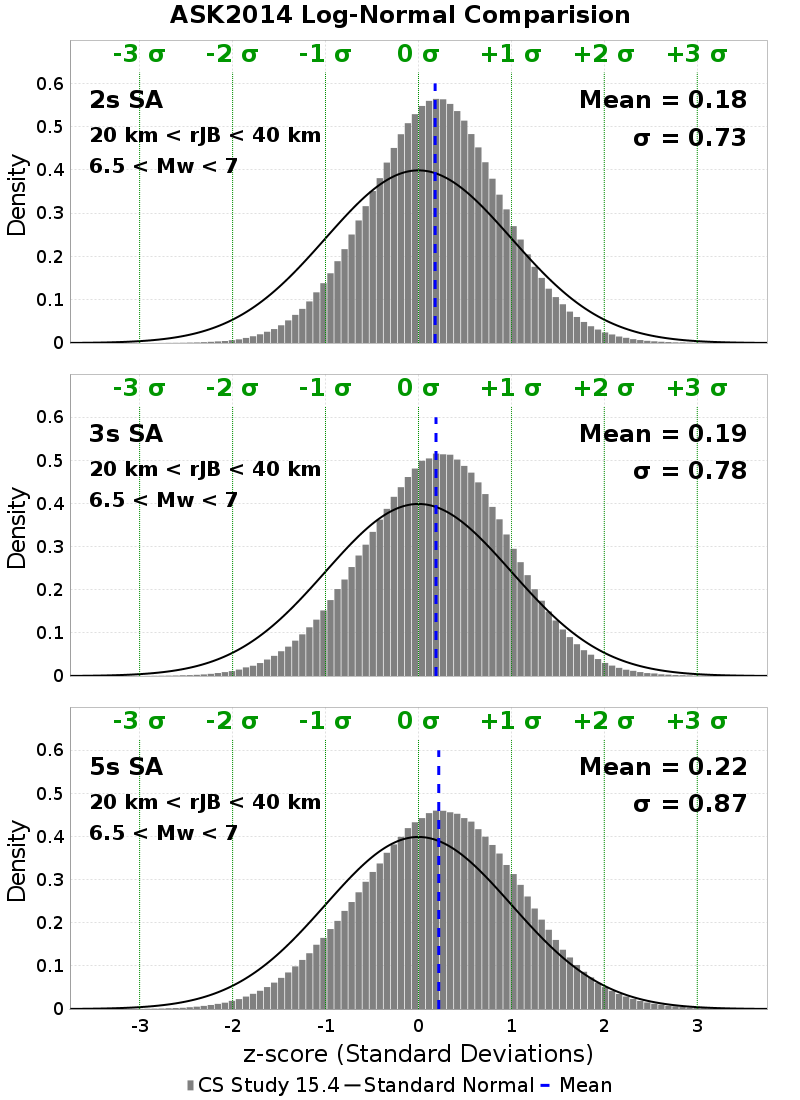 ASK2014 Log-Normal Comparision
-3 σ -2 σ -1 σ 0 σ +1 σ +2 σ +3 σ
2s SA
20 km < rJB < 40 km
6.5 < Mw < 7
Mean = 0.18
σ = 0.73
Density
0.6
0.5
0.4
0.3
0.2
0.1
0
-3 σ -2 σ -1 σ 0 σ +1 σ +2 σ +3 σ
3s SA
20 km < rJB < 40 km
6.5 < Mw < 7
Mean = 0.19
σ = 0.78
Density
0.6
0.5
0.4
0.3
0.2
0.1
0
-3 σ -2 σ -1 σ 0 σ +1 σ +2 σ +3 σ
5s SA
20 km < rJB < 40 km
6.5 < Mw < 7
Mean = 0.22
σ = 0.87
Density
0.6
0.5
0.4
0.3
0.2
0.1
0
-3 -2 -1 0 1 2 3
z-score (Standard Deviations)
CS Study 15.4 Standard Normal Mean